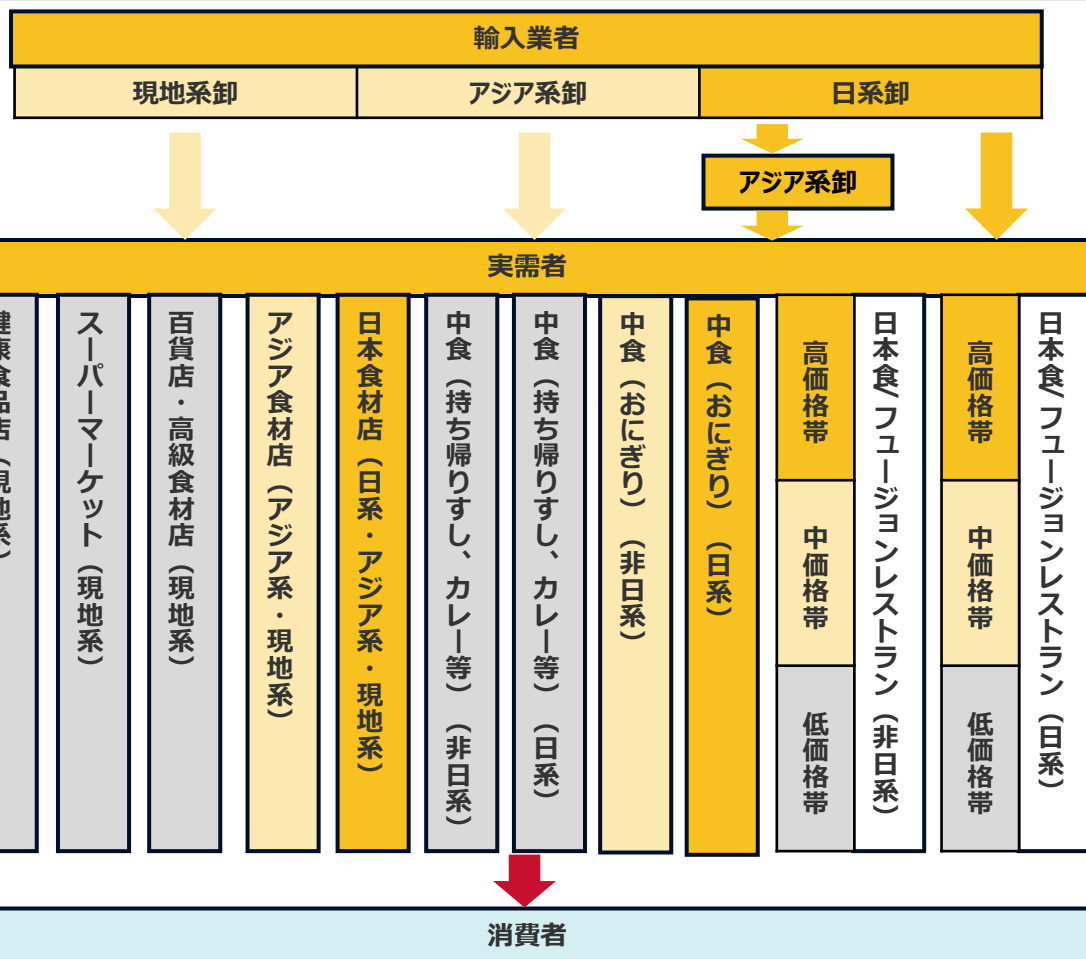 輸入業者
現地系卸
アジア系卸
日系卸
アジア系卸
実需者
健康食品店（現地系）
スーパーマーケット（現地系）
百貨店・高級食材店（現地系）
アジア食材店（アジア系・現地系）
日本食材店（日系・アジア系・現地系）
中食（持ち帰りすし、カレー等）（非日系）
中食（持ち帰りすし、カレー等）（日系）
中食（おにぎり）（非日系）
中食（おにぎり）（日系）
高価格帯
中価格帯
低価格帯
日本食/フュージョンレストラン（非日系）
高価格帯
中価格帯
低価格帯
日本食/フュージョンレストラン（日系）
消費者